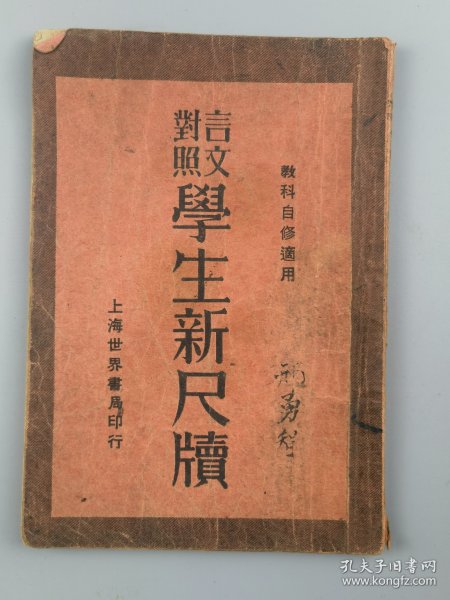 教科自修適用
言文
對照
學生新尺牘
上海世界書局印行
勇
孔夫子旧书网
www.kongfz.com